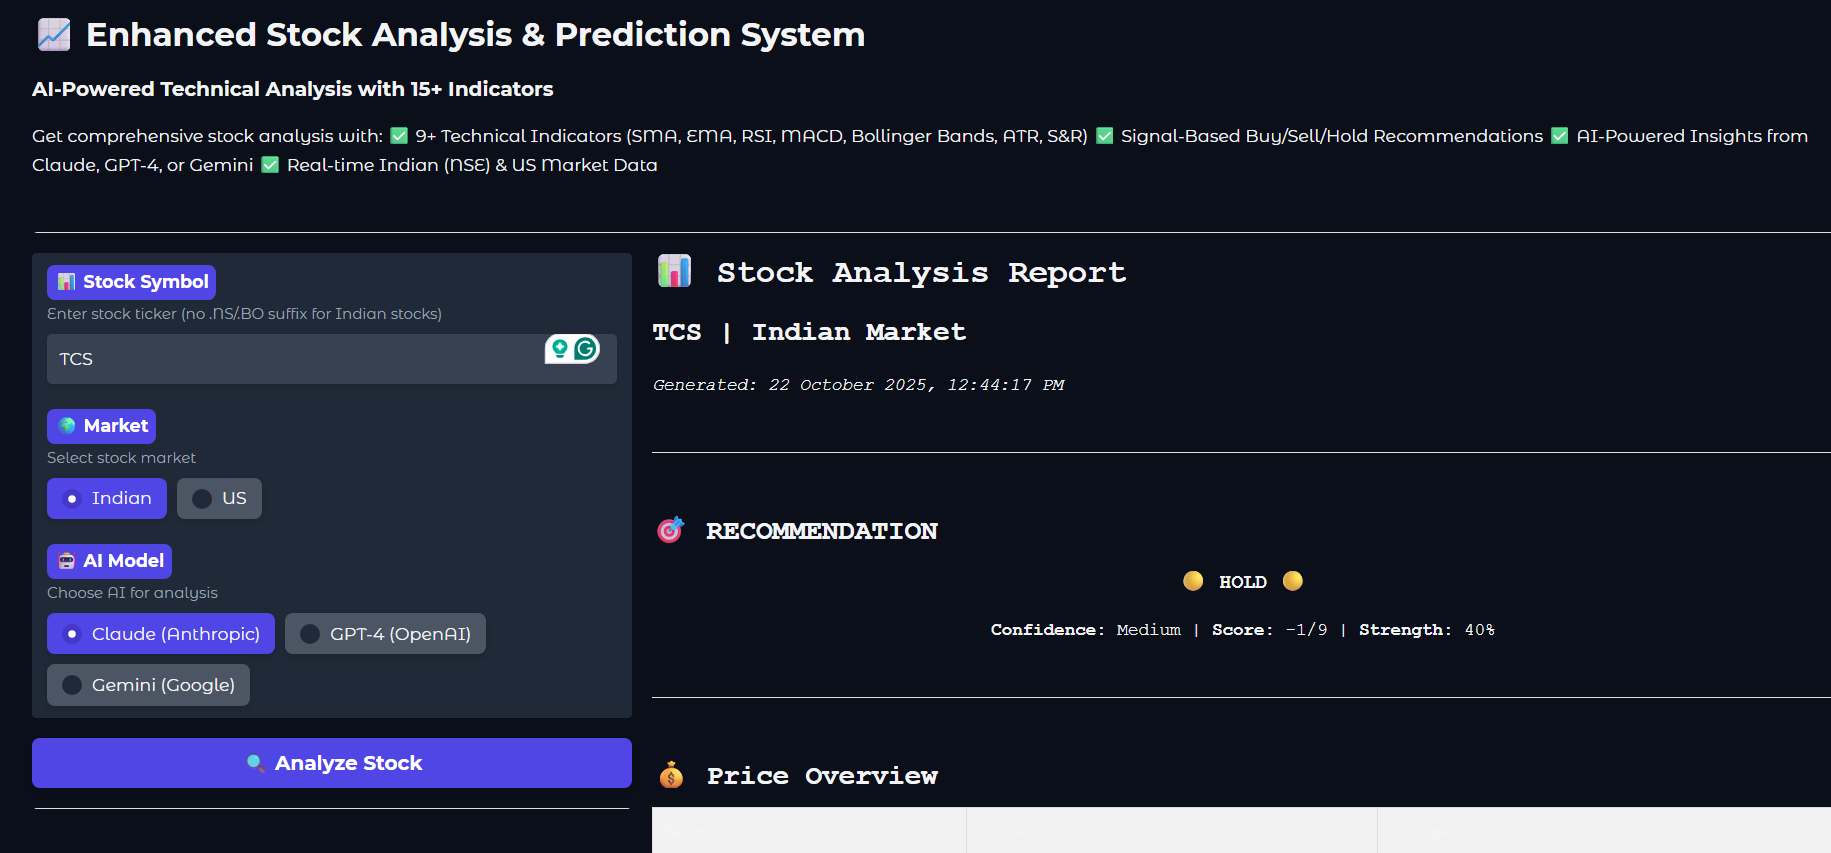 📈 Enhanced Stock Analysis & Prediction System
AI-Powered Technical Analysis with 15+ Indicators
Get comprehensive stock analysis with: ✅ 9+ Technical Indicators (SMA, EMA, RSI, MACD, Bollinger Bands, ATR, S&R) ✅ Signal-Based Buy/Sell/Hold Recommendations ✅ AI-Powered Insights from
Claude, GPT-4, or Gemini ✅ Real-time Indian (NSE) & US Market Data
📊 Stock Symbol
Enter stock ticker (no .NS/.BO suffix for Indian stocks)
TCS
🌍 Market
Select stock market
Indian
US
🤖 AI Model
Choose AI for analysis
Claude (Anthropic)
GPT-4 (OpenAI)
Gemini (Google)
🔍 Analyze Stock
📊 Stock Analysis Report
TCS | Indian Market
Generated: 22 October 2025, 12:44:17 PM
🎯 RECOMMENDATION
🟡 HOLD 🟡
Confidence: Medium | Score: -1/9 | Strength: 40%
💰 Price Overview